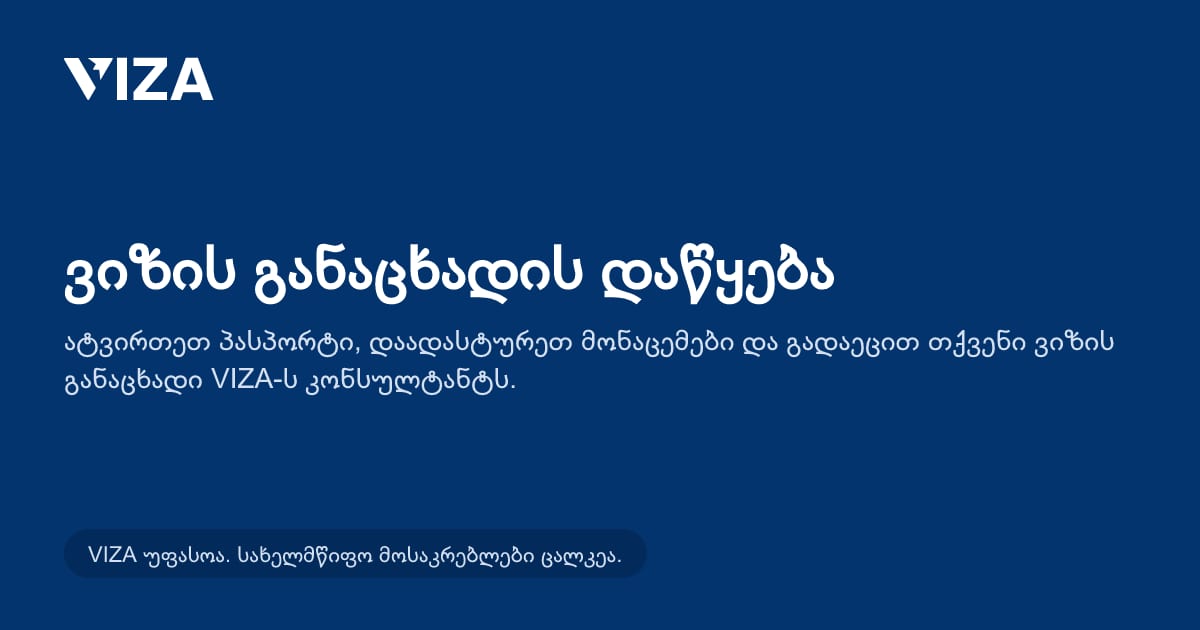 VIZA
ვიზის განაცხადის დაწყება
ატვირთეთ პასპორტი, დაადასტურეთ მონაცემები და გადაეცით თქვენი ვიზის
განაცხადი VIZA-ს კონსულტანტს.
VIZA უფასოა. სახელმწიფო მოსაკრებლები ცალკეა.